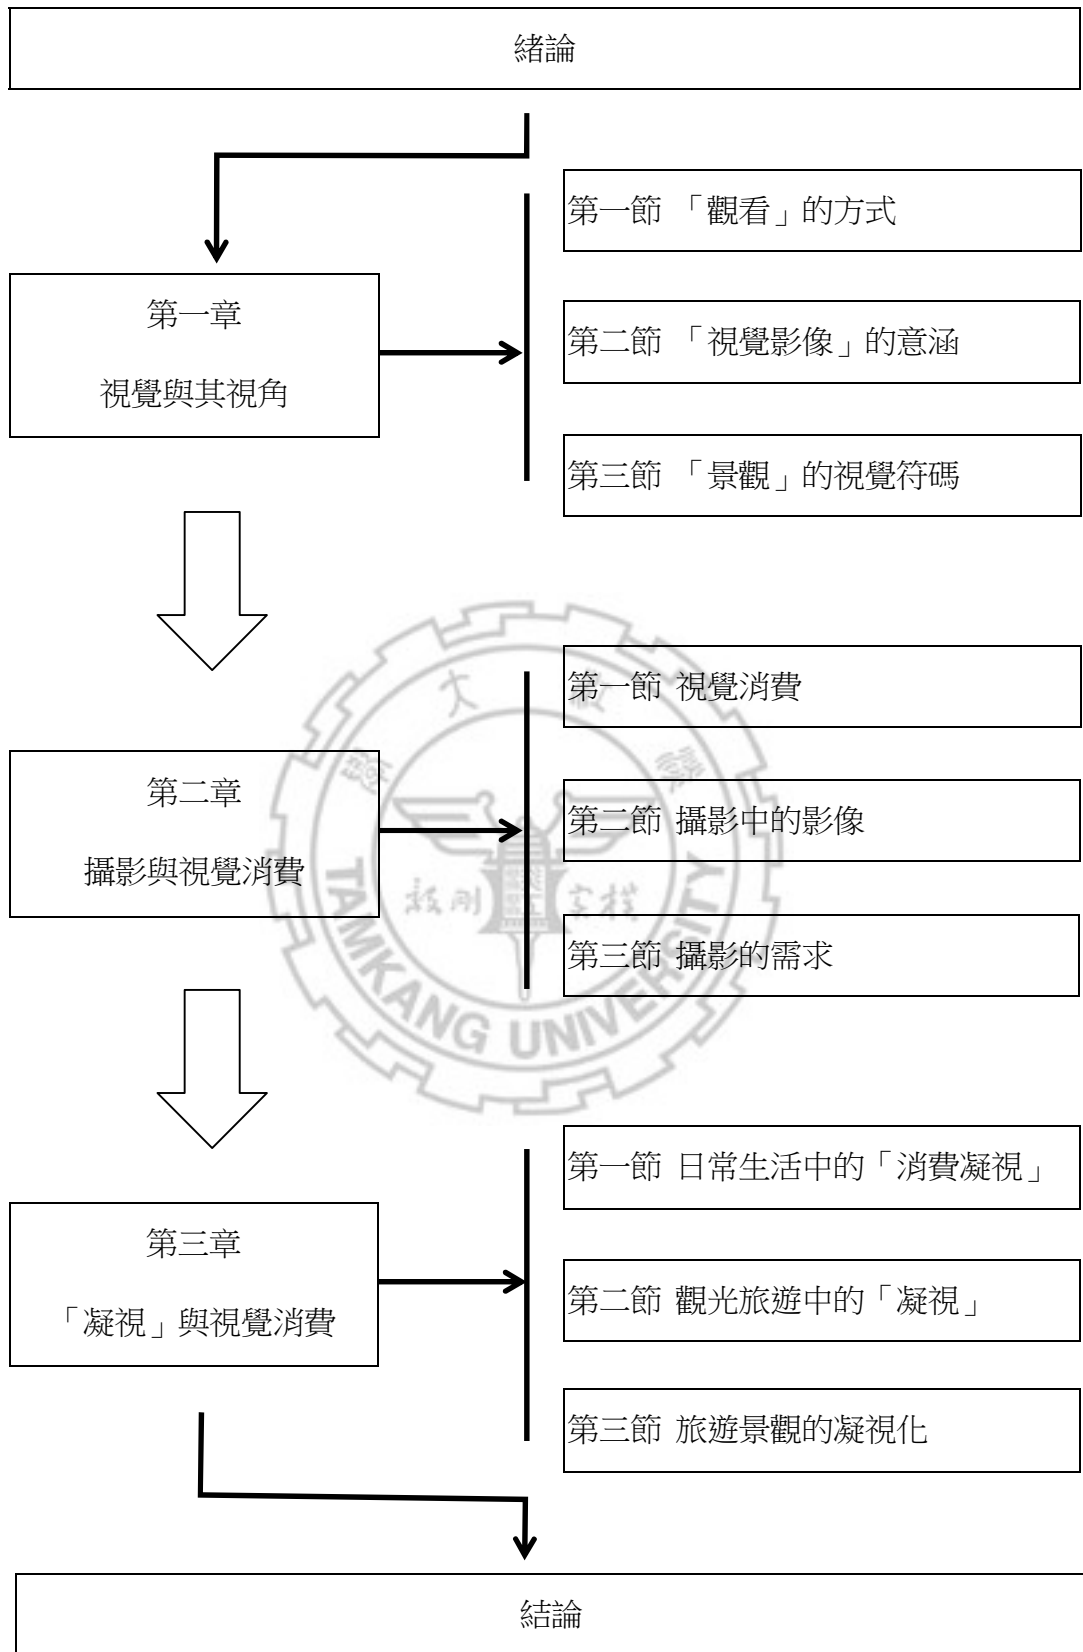 緒論
第一節 「觀看」的方式
第一章
視覺與其視角
第二節 「視覺影像」的意涵
第三節 「景觀」的視覺符碼
第一節 視覺消費
第二章
攝影與視覺消費
第二節 攝影中的影像
第三節 攝影的需求
TAMKANG UNIVERSITY
第一節 日常生活中的「消費凝視」
第三章
「凝視」與視覺消費
第二節 觀光旅遊中的「凝視」
第三節 旅遊景觀的凝視化
結論